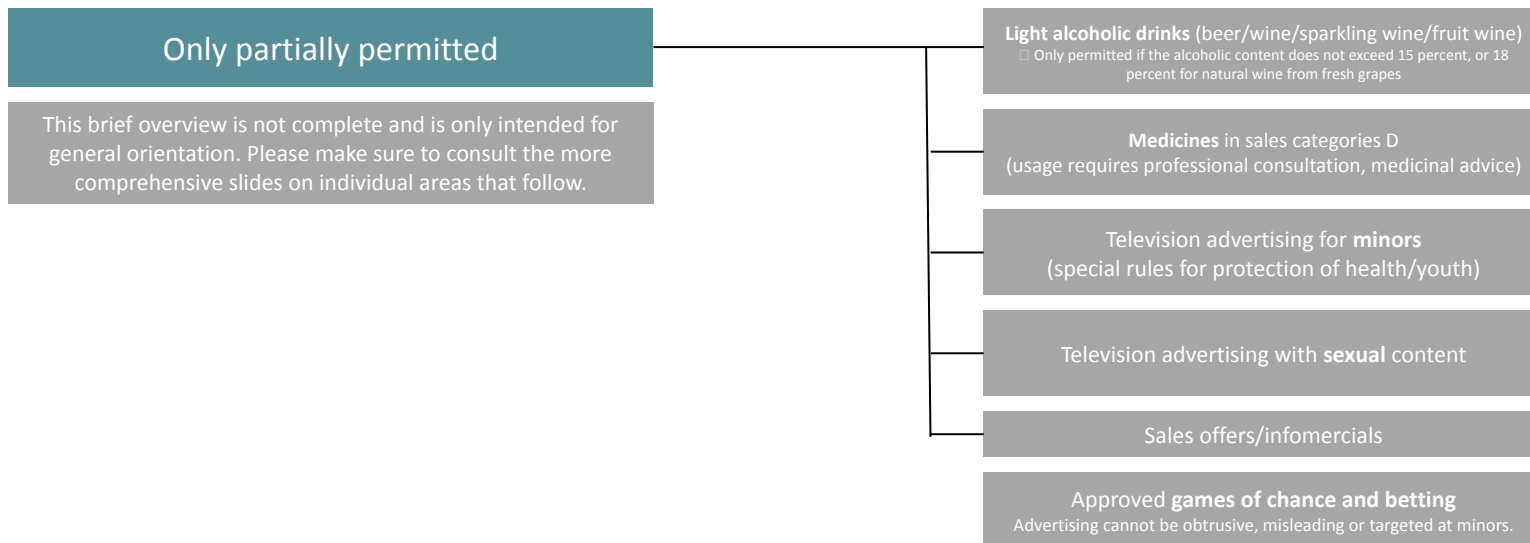 Only partially permitted
This brief overview is not complete and is only intended for
general orientation. Please make sure to consult the more
comprehensive slides on individual areas that follow.
Light alcoholic drinks (beer/wine/sparkling wine/fruit wine)
□ Only permitted if the alcoholic content does not exceed 15 percent, or 18
percent for natural wine from fresh grapes
Medicines in sales categories D
(usage requires professional consultation, medicinal advice)
Television advertising for minors
(special rules for protection of health/youth)
Television advertising with sexual content
Sales offers/infomercials
Approved games of chance and betting
Advertising cannot be obtrusive, misleading or targeted at minors.